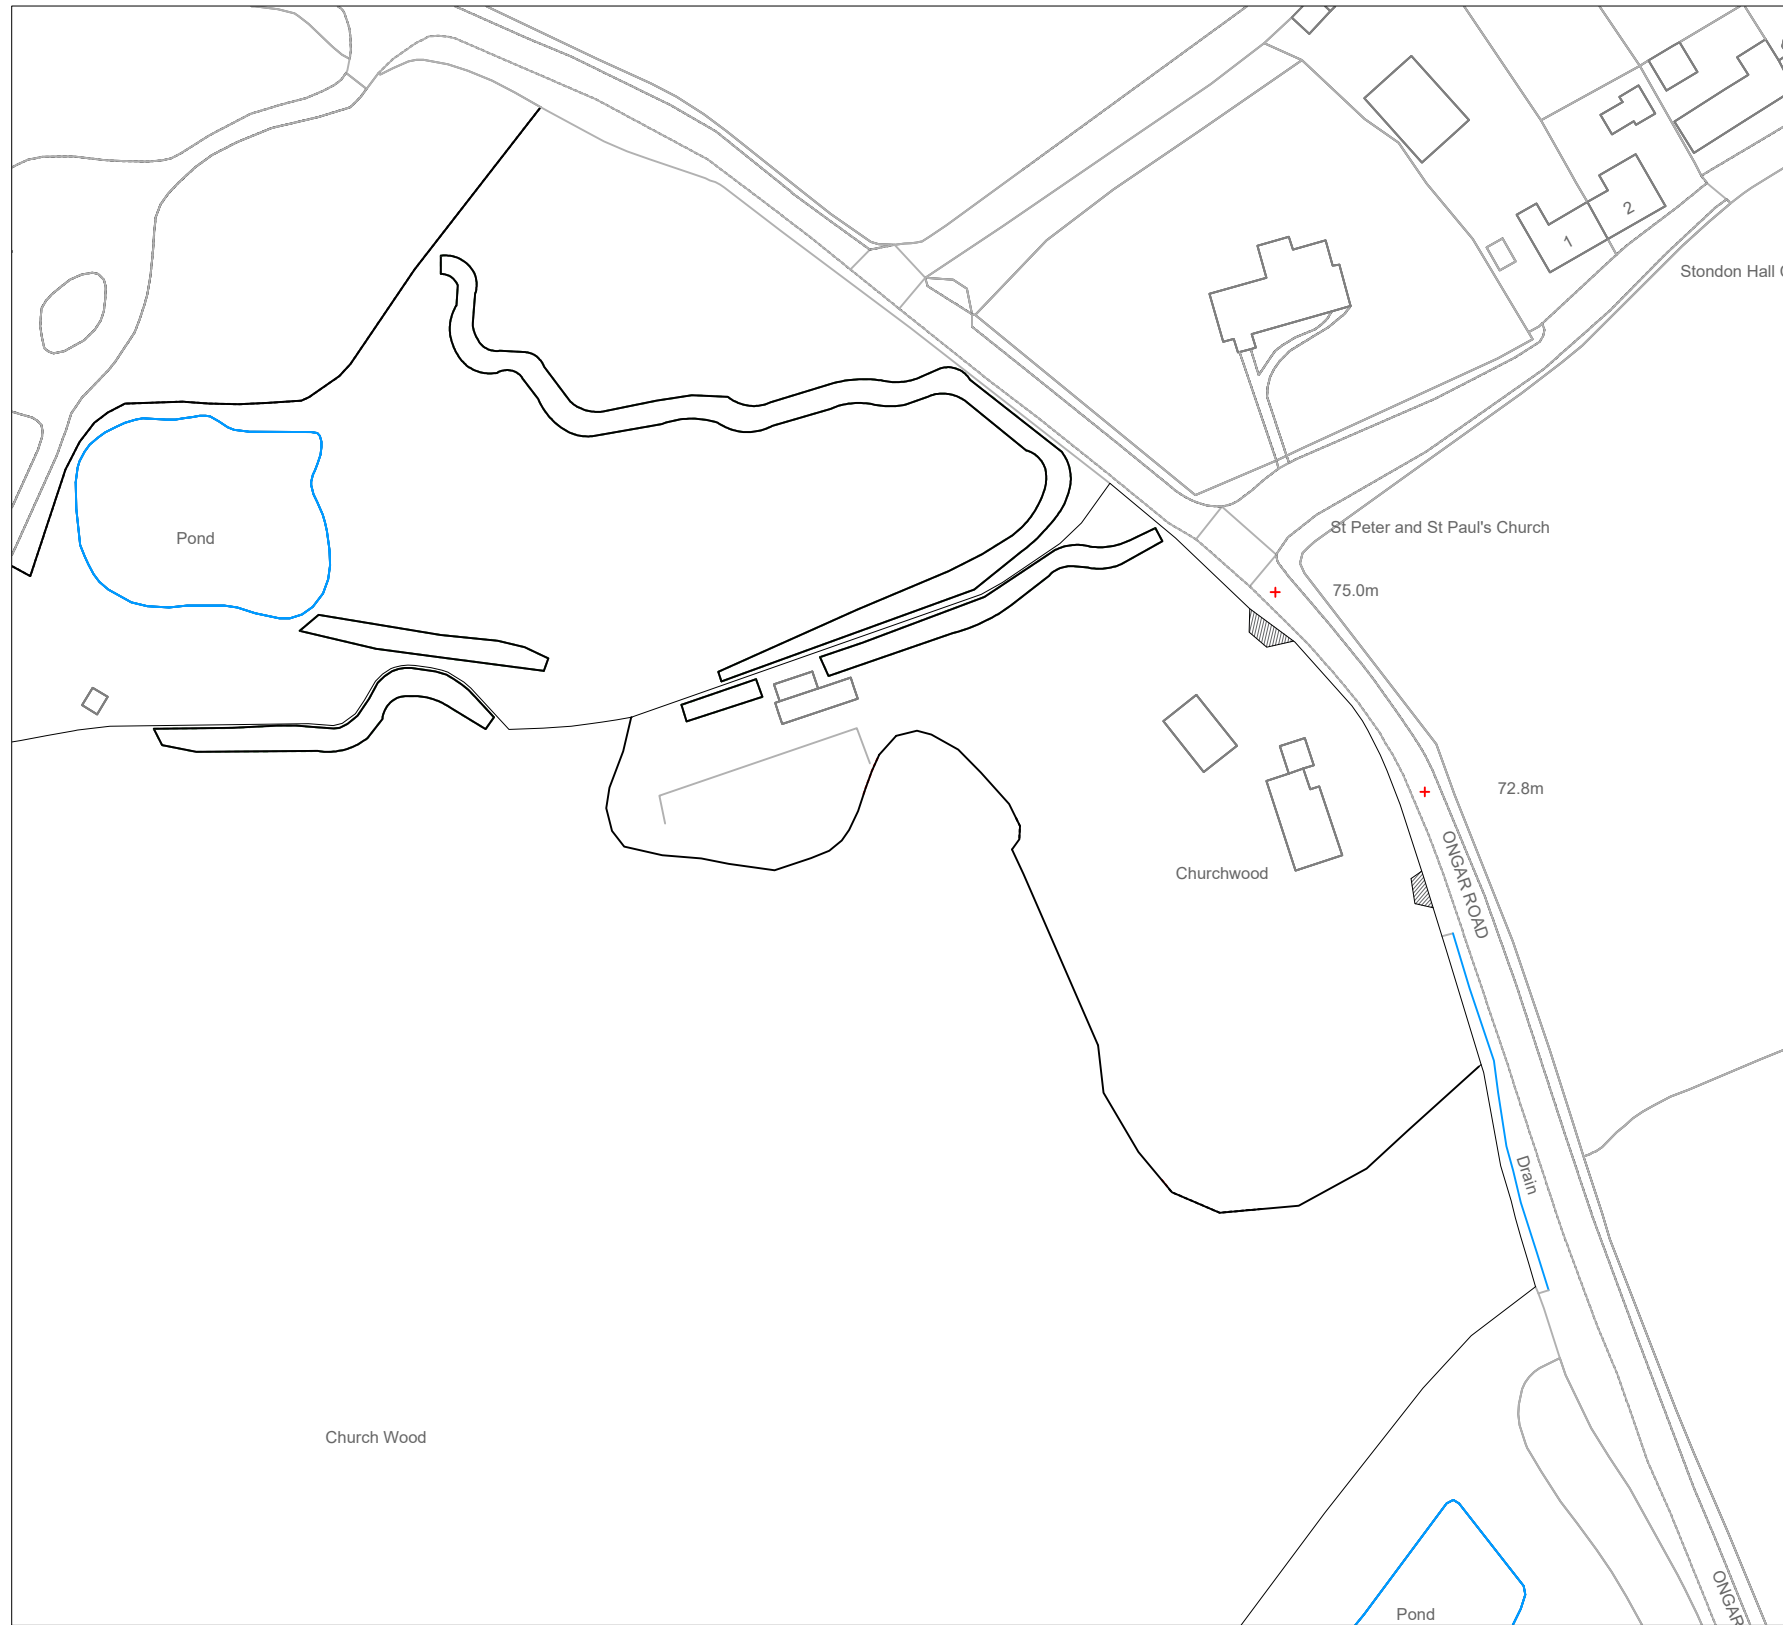 2
1
Stondon Hall
St Peter and St Paul's Church
Pond
75.0m
72.8m
ONGAR ROAD
Churchwood
Drain
Church Wood
ONGAR
Pond